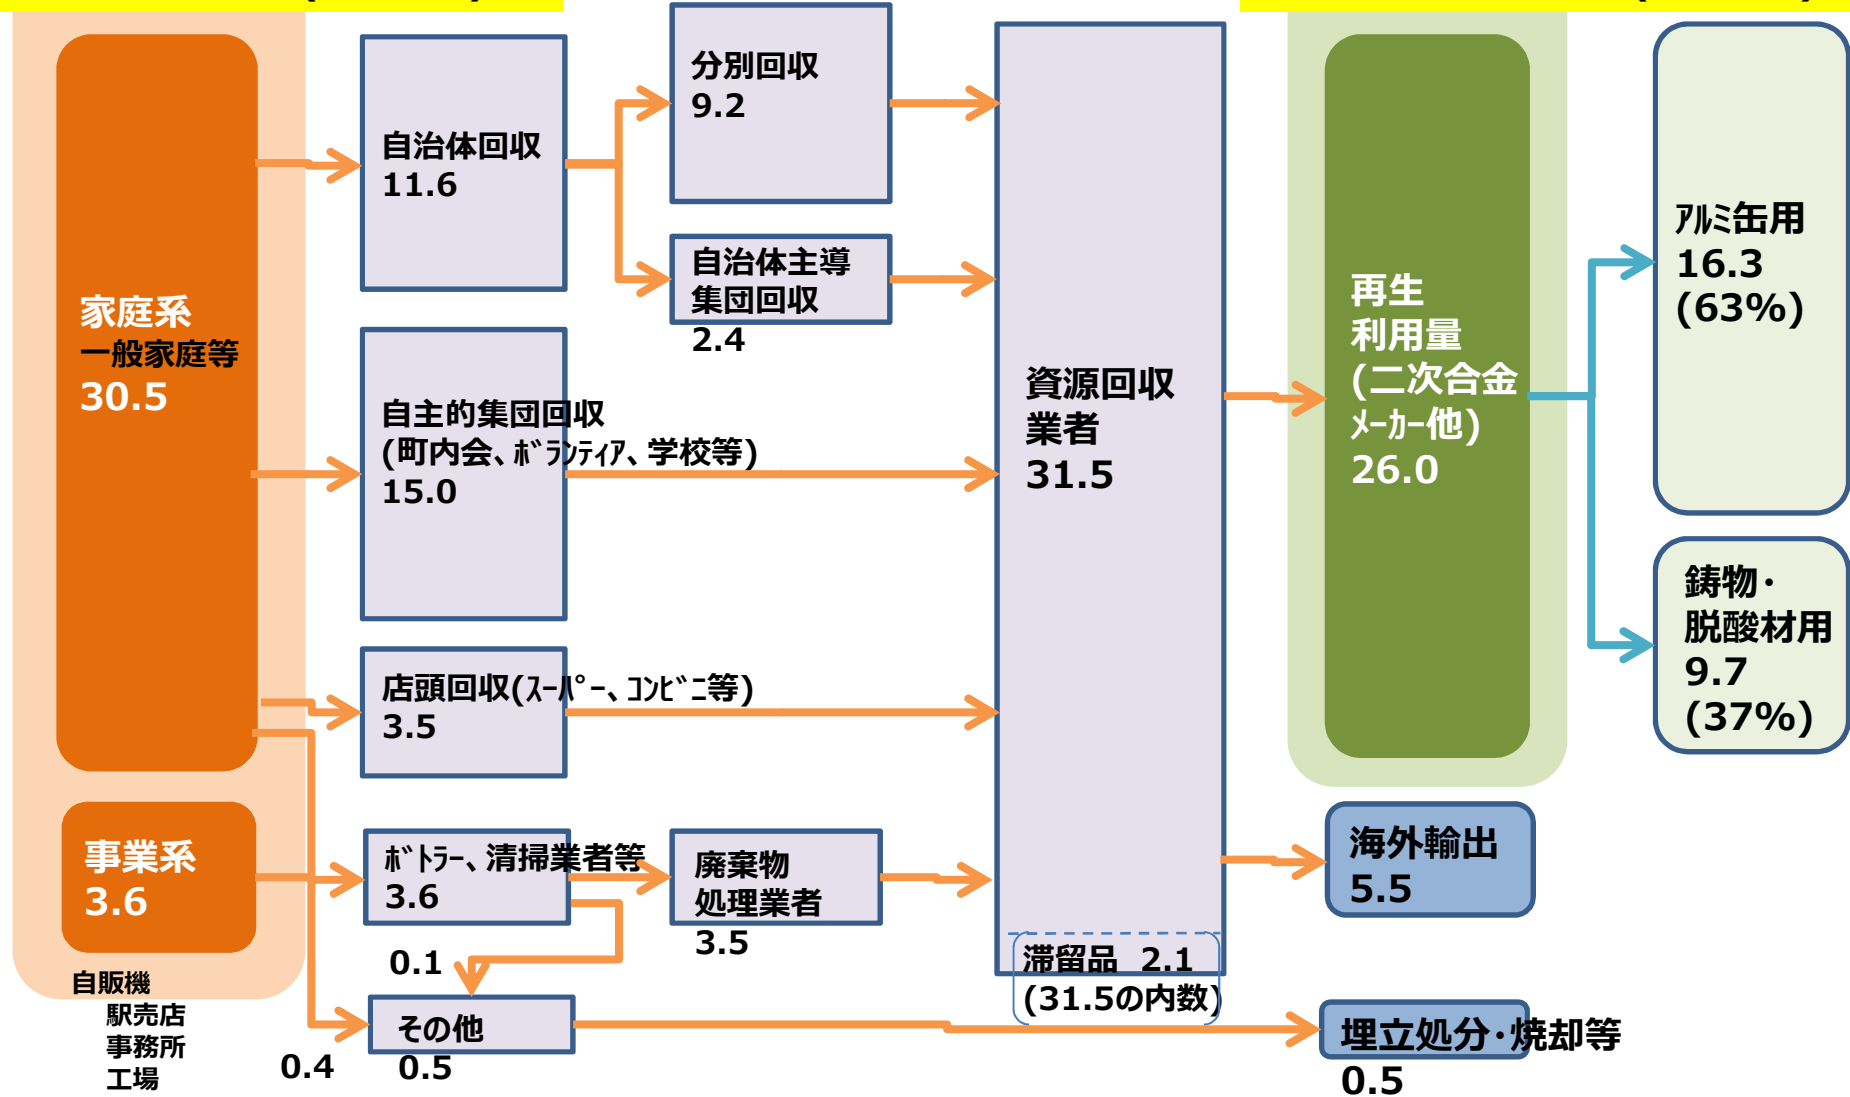 家庭系
一般家庭等
30.5
事業系
3.6
自販機
駅売店
事務所
工場
自治体回収
11.6
自主的集団回収
(町内会、ﾎﾞﾗﾝﾃｨｱ、学校等)
15.0
店頭回収(ｽｰﾊﾟｰ、ｺﾝﾋﾞﾆ等)
3.5
ﾎﾞﾄﾗｰ、清掃業者等
3.6
0.1
その他
0.5
0.4
分別回収
9.2
自治体主導
集団回収
2.4
廃棄物
処理業者
3.5
資源回収
業者
31.5
滞留品 2.1
(31.5の内数)
再生
利用量
(二次合金
ﾒｰｶｰ他)
26.0
海外輸出
5.5
埋立処分･焼却等
0.5
ｱﾙﾐ缶用
16.3
(63%)
鋳物･
脱酸材用
9.7
(37%)